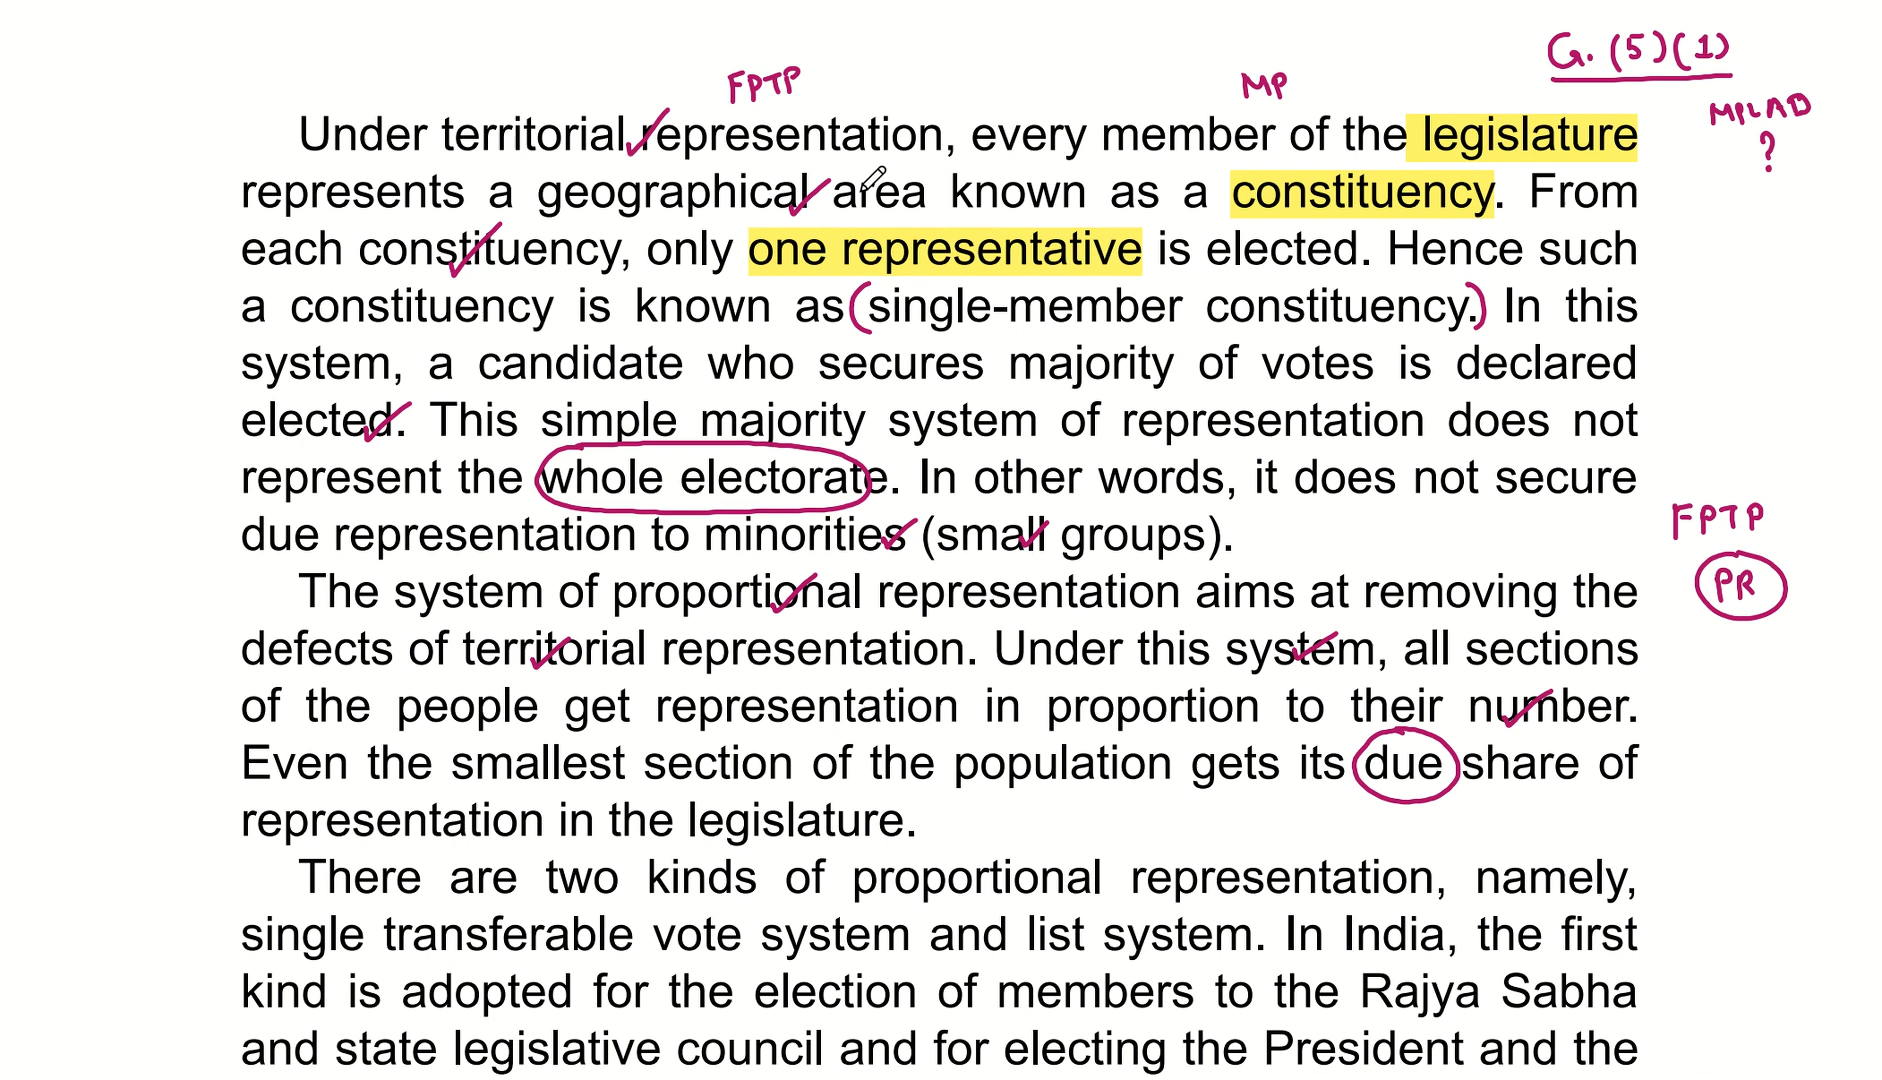 G. (5)(1)
FPTP MP
MPLAD
?
Under territorial representation, every member of the legislature
represents a geographical area known as a constituency. From
each constituency, only one representative is elected. Hence such
a constituency is known as (single-member constituency.) In this
system, a candidate who secures majority of votes is declared
elected. This simple majority system of representation does not
represent the whole electorate. In other words, it does not secure
due representation to minorities (small groups).
FPTP
PR
The system of proportional representation aims at removing the
defects of territorial representation. Under this system, all sections
of the people get representation in proportion to their number.
Even the smallest section of the population gets its due share of
representation in the legislature.
There are two kinds of proportional representation, namely,
single transferable vote system and list system. In India, the first
kind is adopted for the election of members to the Rajya Sabha
and state legislative council and for electing the President and the